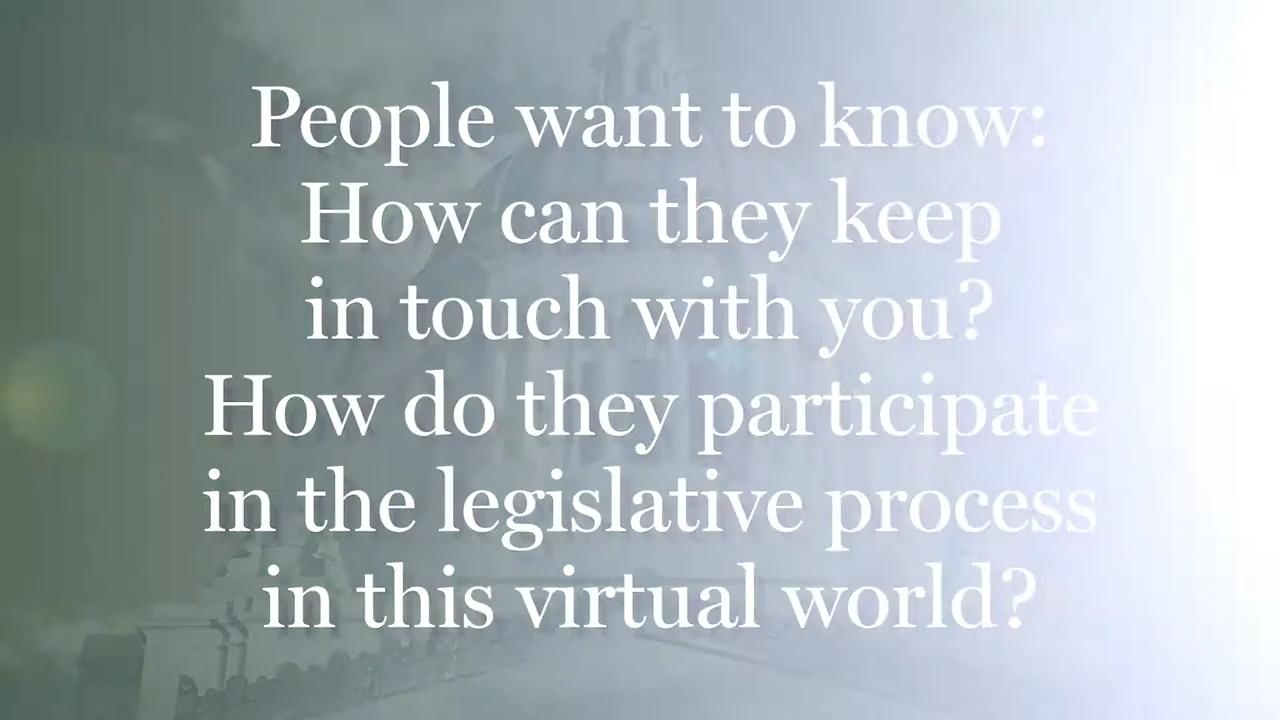 People want to know:
How can they keep
in touch with you?
How do they participate
in the legislative process
in this virtual world?